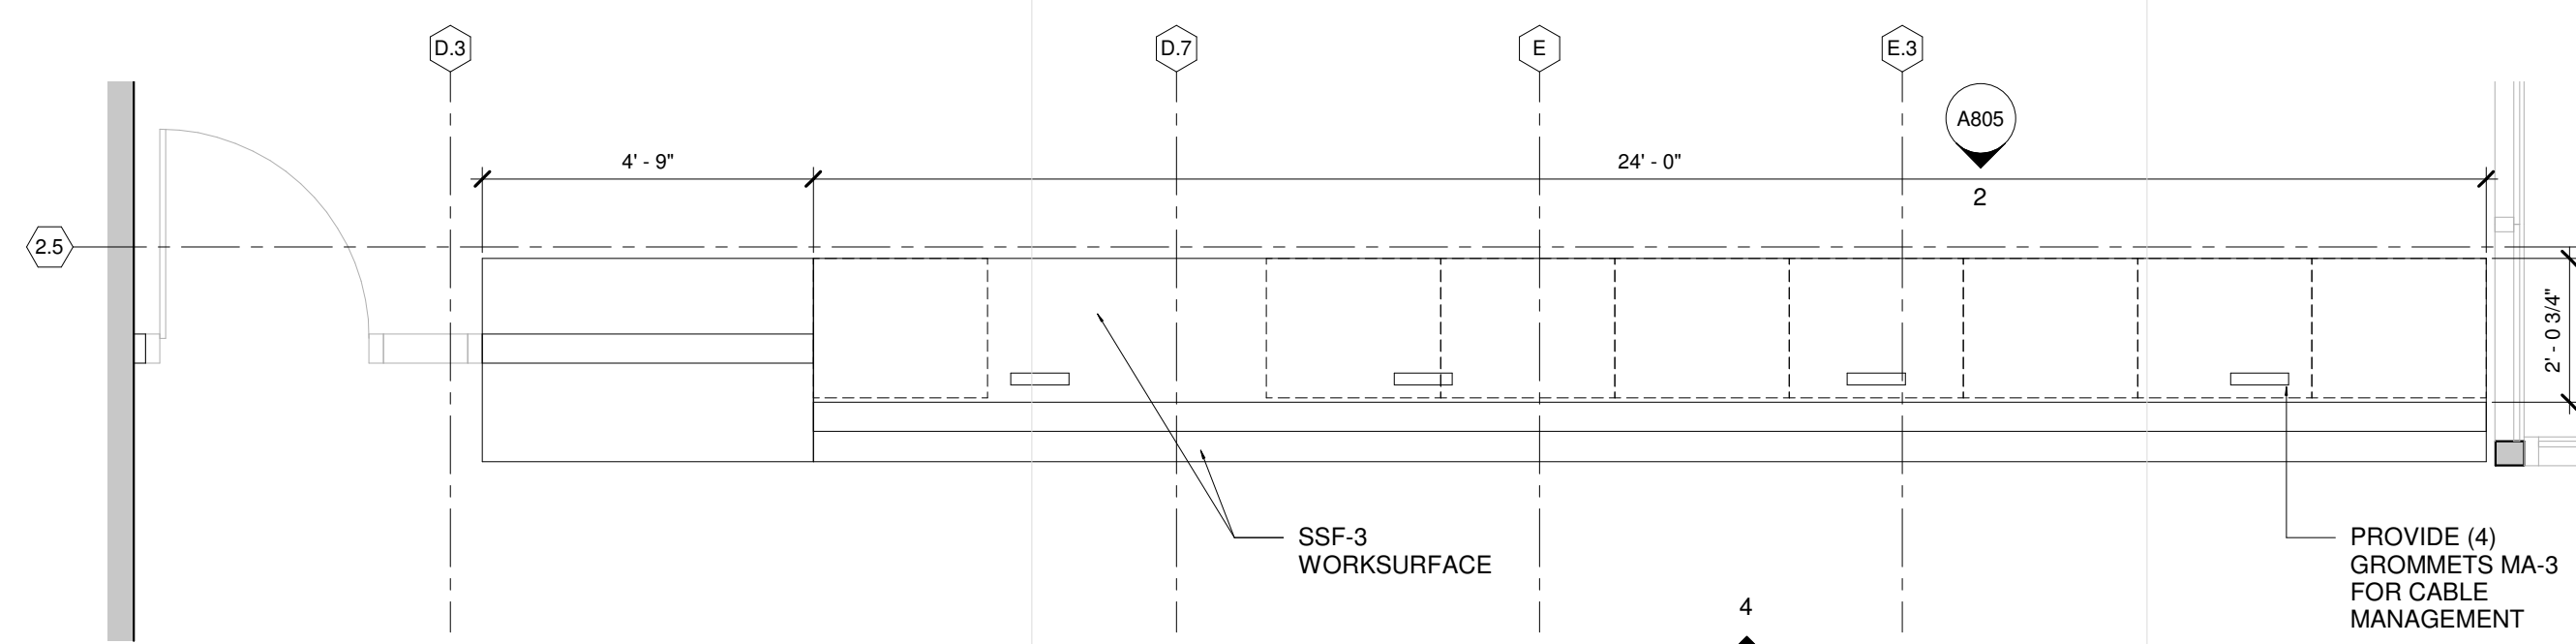 D.3
D.7
E
E.3
A805
2
4' - 9"
24' - 0"
2.5
2' - 0 3/4"
SSF-3
WORKSURFACE
PROVIDE (4)
GROMMETS MA-3
FOR CABLE
MANAGEMENT
4